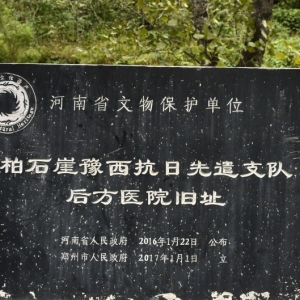 河南省文物保护单位
柏石崖豫西抗日先遣支队
后方医院旧址
河南省人民政府 2016年1月22日 公布
郑州市人民政府 2017年1月1日 立